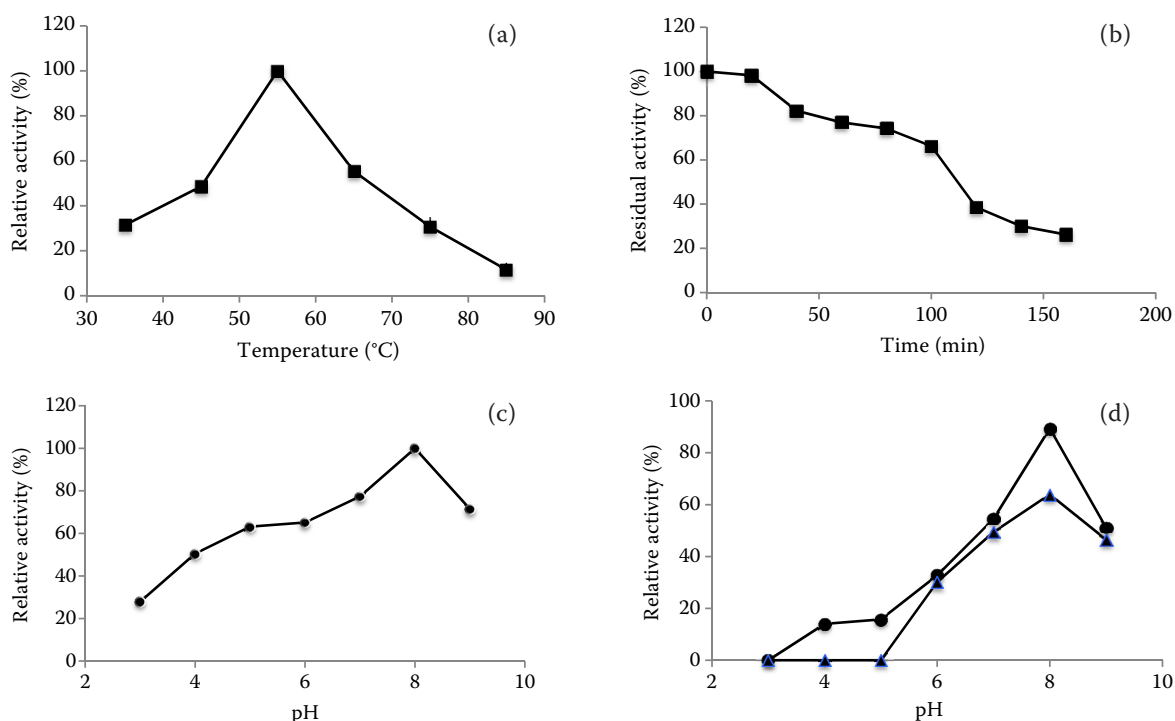 (a)
Relative activity (%)
120
100
80
60
40
20
0
30 40 50 60 70 80 90
Temperature (°C)
(b)
Residual activity (%)
120
100
80
60
40
20
0
0 50 100 150 200
Time (min)
(c)
Relative activity (%)
120
100
80
60
40
20
0
2 4 6 8 10
pH
(d)
Relative activity (%)
100
80
60
40
20
0
2 4 6 8 10
pH